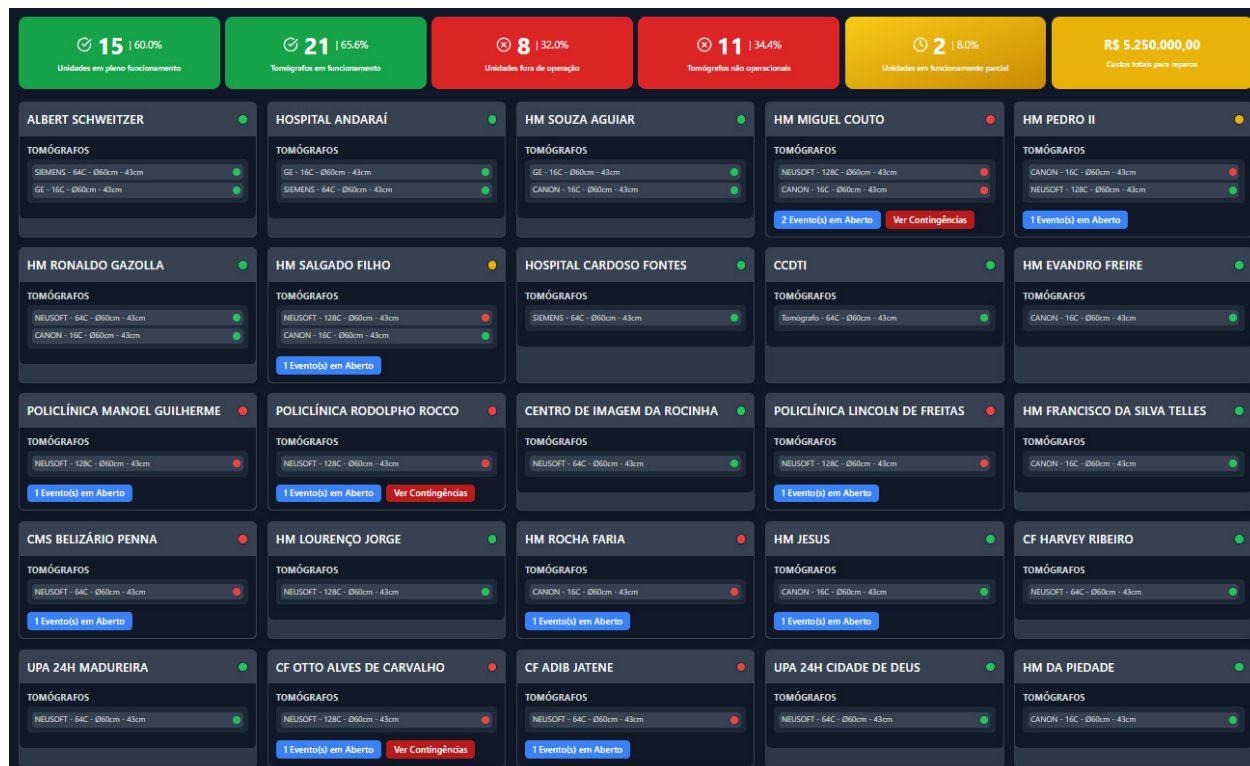 15 | 60.0%
Unidades em pleno funcionamento
21 | 65.6%
Tomógrafos em funcionamento
8 | 32.0%
Unidades fora de operação
11 | 34.4%
Tomógrafos não operacionais
2 | 8.0%
Unidades em funcionamento parcial
R$ 5.250.000,00
Custos totais para reparos
ALBERT SCHWEITZER
TOMÓGRAFOS
SIEMENS - 64C - Ø60cm - 43cm
GE - 16C - Ø60cm - 43cm
HOSPITAL ANDARAÍ
TOMÓGRAFOS
GE - 16C - Ø60cm - 43cm
SIEMENS - 64C - Ø60cm - 43cm
HM SOUZA AGUIAR
TOMÓGRAFOS
GE - 16C - Ø60cm - 43cm
CANON - 16C - Ø60cm - 43cm
HM MIGUEL COUTO
TOMÓGRAFOS
NEUSOFT - 128C - Ø60cm - 43cm
CANON - 16C - Ø60cm - 43cm
2 Evento(s) em Aberto Ver Contingências
HM PEDRO II
TOMÓGRAFOS
CANON - 16C - Ø60cm - 43cm
NEUSOFT - 128C - Ø60cm - 43cm
1 Evento(s) em Aberto
HM RONALDO GAZOLLA
TOMÓGRAFOS
NEUSOFT - 64C - Ø60cm - 43cm
CANON - 16C - Ø60cm - 43cm
HM SALGADO FILHO
TOMÓGRAFOS
NEUSOFT - 128C - Ø60cm - 43cm
CANON - 16C - Ø60cm - 43cm
1 Evento(s) em Aberto
HOSPITAL CARDOSO FONTES
TOMÓGRAFOS
SIEMENS - 64C - Ø60cm - 43cm
CCDTI
TOMÓGRAFOS
Tomógrafo - 64C - Ø60cm - 43cm
HM EVANDRO FREIRE
TOMÓGRAFOS
CANON - 16C - Ø60cm - 43cm
POLICLÍNICA MANOEL GUILHERME
TOMÓGRAFOS
NEUSOFT - 128C - Ø60cm - 43cm
1 Evento(s) em Aberto
POLICLÍNICA RODOLPHO ROCCO
TOMÓGRAFOS
NEUSOFT - 128C - Ø60cm - 43cm
1 Evento(s) em Aberto Ver Contingências
CENTRO DE IMAGEM DA ROCINHA
TOMÓGRAFOS
NEUSOFT - 64C - Ø60cm - 43cm
POLICLÍNICA LINCOLN DE FREITAS
TOMÓGRAFOS
NEUSOFT - 128C - Ø60cm - 43cm
1 Evento(s) em Aberto
HM FRANCISCO DA SILVA TELLES
TOMÓGRAFOS
CANON - 16C - Ø60cm - 43cm
CMS BELIZÁRIO PENNA
TOMÓGRAFOS
NEUSOFT - 64C - Ø60cm - 43cm
1 Evento(s) em Aberto
HM LOURENÇO JORGE
TOMÓGRAFOS
NEUSOFT - 128C - Ø60cm - 43cm
HM ROCHA FARIA
TOMÓGRAFOS
CANON - 16C - Ø60cm - 43cm
1 Evento(s) em Aberto
HM JESUS
TOMÓGRAFOS
CANON - 16C - Ø60cm - 43cm
1 Evento(s) em Aberto
CF HARVEY RIBEIRO
TOMÓGRAFOS
NEUSOFT - 64C - Ø60cm - 43cm
UPA 24H MADUREIRA
TOMÓGRAFOS
NEUSOFT - 64C - Ø60cm - 43cm
CF OTTO ALVES DE CARVALHO
TOMÓGRAFOS
NEUSOFT - 128C - Ø60cm - 43cm
1 Evento(s) em Aberto Ver Contingências
CF ADIB JATENE
TOMÓGRAFOS
NEUSOFT - 64C - Ø60cm - 43cm
1 Evento(s) em Aberto
UPA 24H CIDADE DE DEUS
TOMÓGRAFOS
NEUSOFT - 64C - Ø60cm - 43cm
HM DA PIEDADE
TOMÓGRAFOS
CANON - 16C - Ø60cm - 43cm